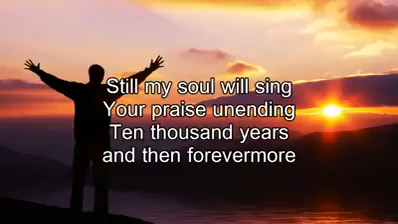 Still my soul will sing
Your praise unending
Ten thousand years
and then forevermore